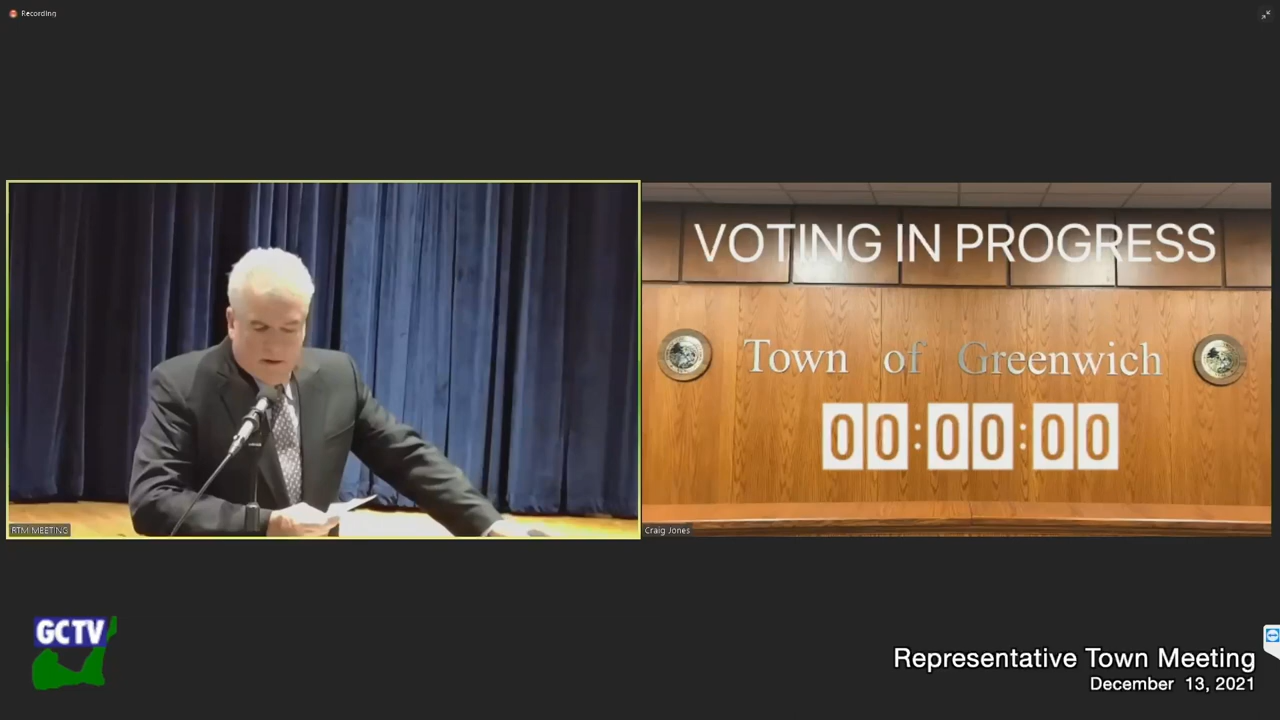 Recording
VOTING IN PROGRESS
Town of Greenwich
00:00:00
RTM MEETING
Craig Jones
GCTV
Representative Town Meeting
December 13, 2021